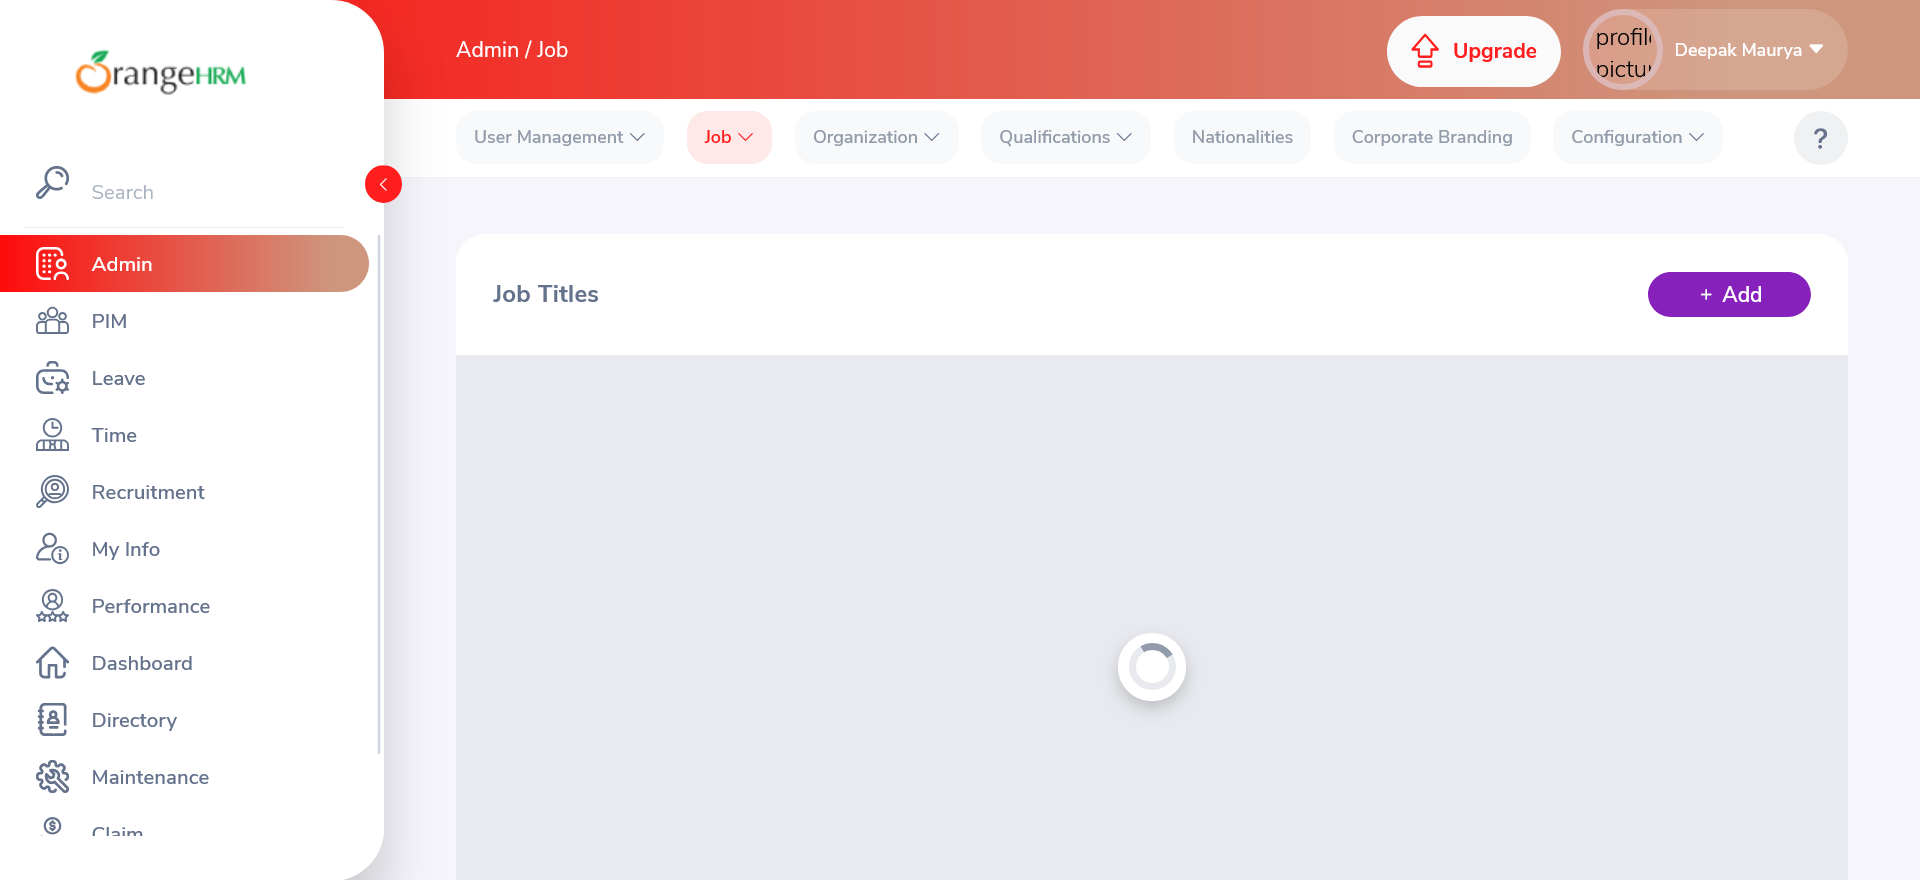 OrangeHRM
Admin / Job
Upgrade
profile
pictu
Deepak Maurya
User Management
Job
Organization
Qualifications
Nationalities
Corporate Branding
Configuration
?
Search
Admin
PIM
Leave
Time
Recruitment
My Info
Performance
Dashboard
Directory
Maintenance
Claim
Job Titles
+ Add